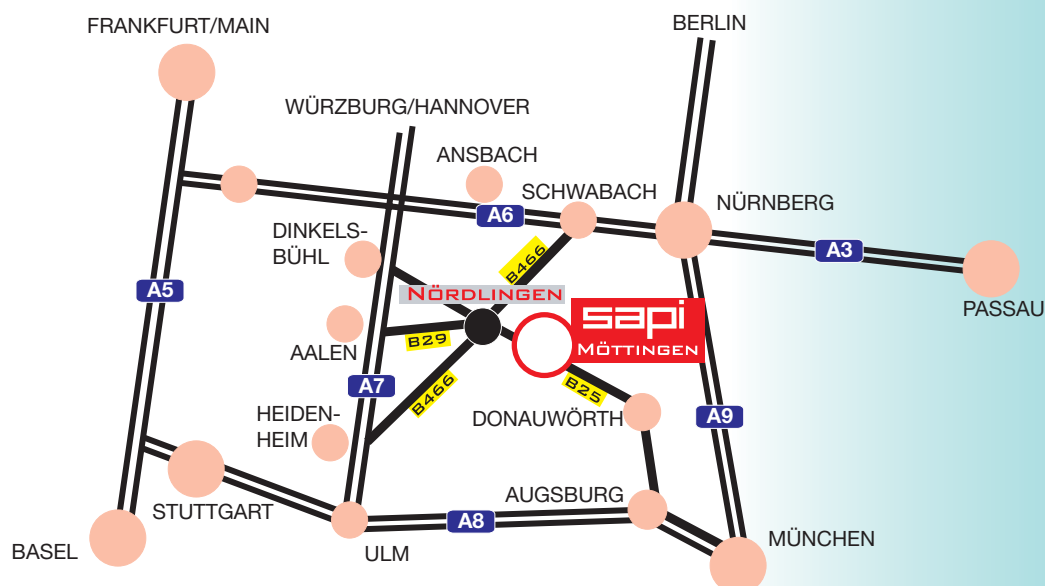 BERLIN
FRANKFURT/MAIN
WÜRZBURG/HANNOVER
ANSBACH
SCHWABACH
NÜRNBERG
A6
DINKELS-
BÜHL
A3
B466
A5
NÖRDLINGEN
PASSAU
sapi
MÖTTINGEN
B29
AALEN
A7
B466
B25
HEIDEN-
HEIM
DONAUWÖRTH
A9
AUGSBURG
STUTTGART
A8
MÜNCHEN
BASEL
ULM